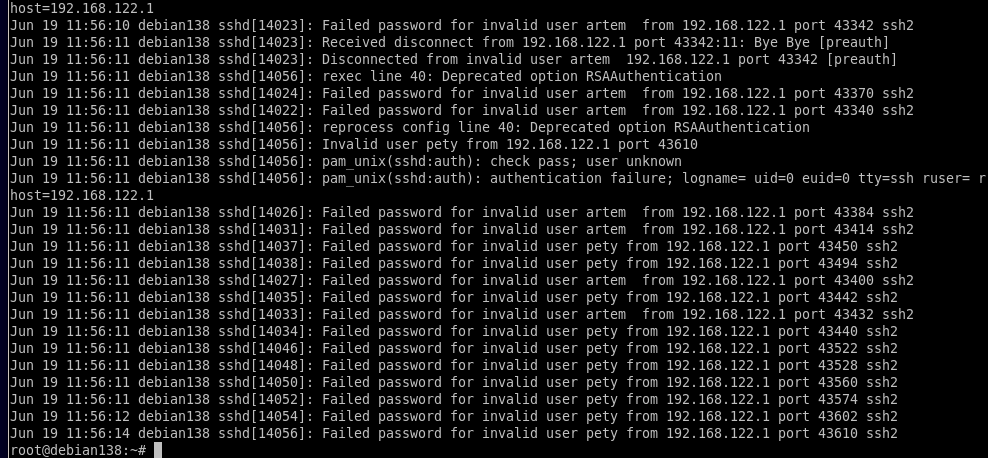 host=192.168.122.1
Jun 19 11:56:10 debian138 sshd[14023]: Failed password for invalid user artem  from 192.168.122.1 port 43342 ssh2
Jun 19 11:56:11 debian138 sshd[14023]: Received disconnect from 192.168.122.1 port 43342:11: Bye Bye [preauth]
Jun 19 11:56:11 debian138 sshd[14023]: Disconnected from invalid user artem  192.168.122.1 port 43342 [preauth]
Jun 19 11:56:11 debian138 sshd[14056]: rexec line 40: Deprecated option RSAAuthentication
Jun 19 11:56:11 debian138 sshd[14024]: Failed password for invalid user artem  from 192.168.122.1 port 43370 ssh2
Jun 19 11:56:11 debian138 sshd[14022]: Failed password for invalid user artem  from 192.168.122.1 port 43340 ssh2
Jun 19 11:56:11 debian138 sshd[14056]: reprocess config line 40: Deprecated option RSAAuthentication
Jun 19 11:56:11 debian138 sshd[14056]: Invalid user pety from 192.168.122.1 port 43610
Jun 19 11:56:11 debian138 sshd[14056]: pam_unix(sshd:auth): check pass; user unknown
Jun 19 11:56:11 debian138 sshd[14056]: pam_unix(sshd:auth): authentication failure; logname= uid=0 euid=0 tty=ssh ruser= r
host=192.168.122.1
Jun 19 11:56:11 debian138 sshd[14026]: Failed password for invalid user artem  from 192.168.122.1 port 43384 ssh2
Jun 19 11:56:11 debian138 sshd[14031]: Failed password for invalid user artem  from 192.168.122.1 port 43414 ssh2
Jun 19 11:56:11 debian138 sshd[14037]: Failed password for invalid user pety from 192.168.122.1 port 43450 ssh2
Jun 19 11:56:11 debian138 sshd[14038]: Failed password for invalid user pety from 192.168.122.1 port 43494 ssh2
Jun 19 11:56:11 debian138 sshd[14027]: Failed password for invalid user artem  from 192.168.122.1 port 43400 ssh2
Jun 19 11:56:11 debian138 sshd[14035]: Failed password for invalid user pety from 192.168.122.1 port 43442 ssh2
Jun 19 11:56:11 debian138 sshd[14033]: Failed password for invalid user artem  from 192.168.122.1 port 43432 ssh2
Jun 19 11:56:11 debian138 sshd[14034]: Failed password for invalid user pety from 192.168.122.1 port 43440 ssh2
Jun 19 11:56:11 debian138 sshd[14046]: Failed password for invalid user pety from 192.168.122.1 port 43522 ssh2
Jun 19 11:56:11 debian138 sshd[14048]: Failed password for invalid user pety from 192.168.122.1 port 43528 ssh2
Jun 19 11:56:11 debian138 sshd[14050]: Failed password for invalid user pety from 192.168.122.1 port 43560 ssh2
Jun 19 11:56:11 debian138 sshd[14052]: Failed password for invalid user pety from 192.168.122.1 port 43574 ssh2
Jun 19 11:56:12 debian138 sshd[14054]: Failed password for invalid user pety from 192.168.122.1 port 43602 ssh2
Jun 19 11:56:14 debian138 sshd[14056]: Failed password for invalid user pety from 192.168.122.1 port 43610 ssh2
root@debian138:~#